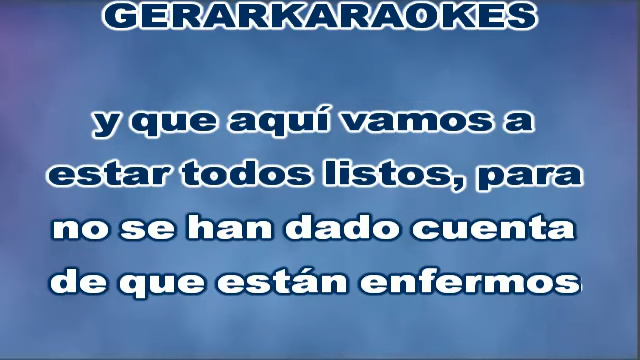 GERARKARAOKES
y que aquí vamos a
estar todos listos, para
no se han dado cuenta
de que están enfermos